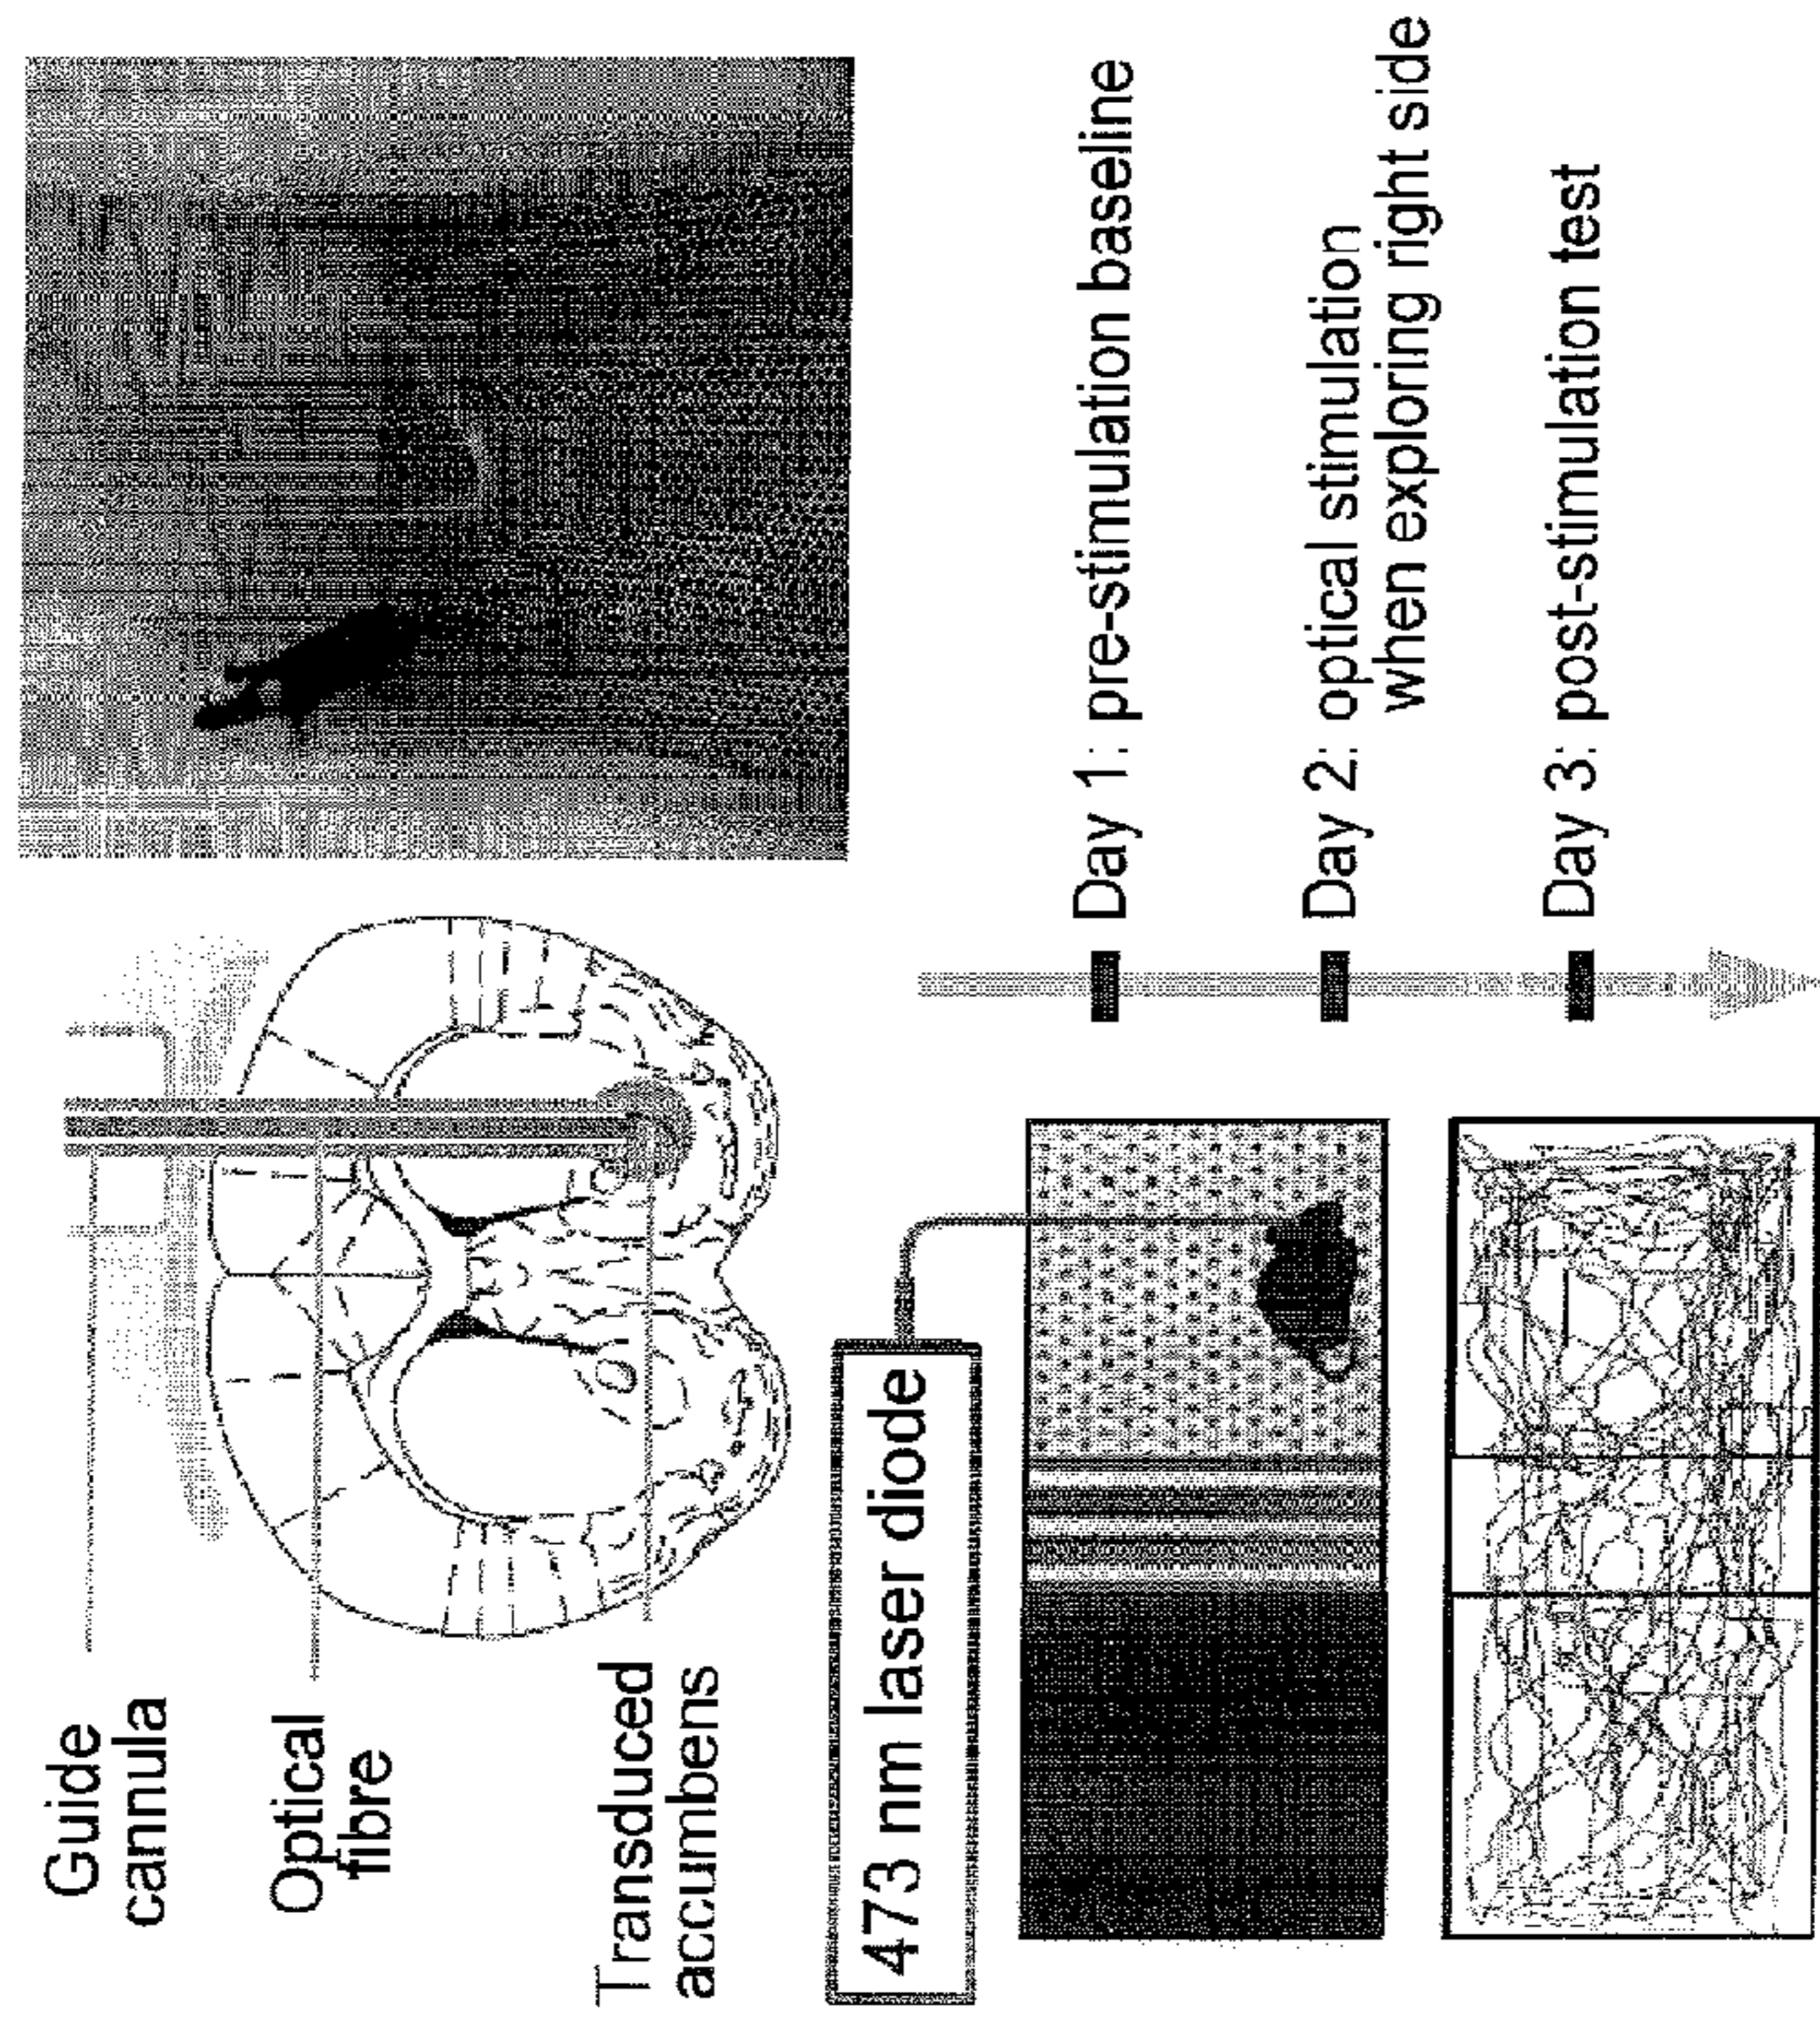 Guide
cannula
Optical
fibre
Transduced
accumbens
473 nm laser diode
Day 1: pre-stimulation baseline
Day 2: optical stimulation
when exploring right side
Day 3: post-stimulation test